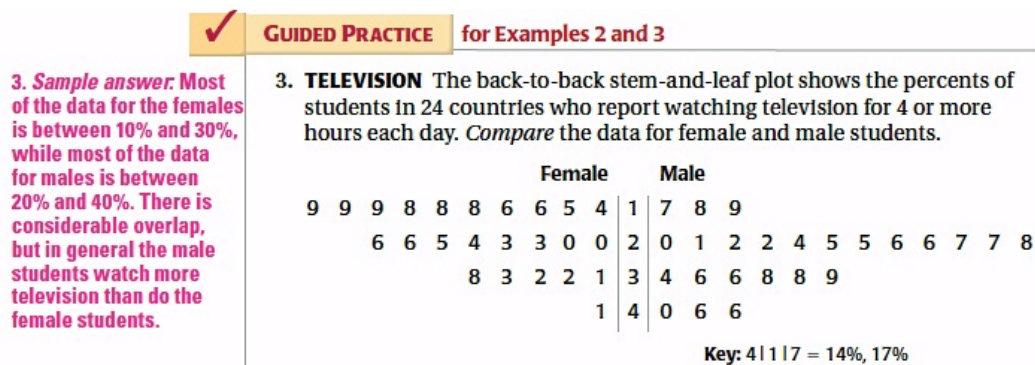 ✓ GUIDED PRACTICE for Examples 2 and 3
3. Sample answer: Most
of the data for the females
is between 10% and 30%,
while most of the data
for males is between
20% and 40%. There is
considerable overlap,
but in general the male
students watch more
television than do the
female students.
3. TELEVISION The back-to-back stem-and-leaf plot shows the percents of
students in 24 countries who report watching television for 4 or more
hours each day. Compare the data for female and male students.
Female Male
9 9 9 8 8 8 6 6 5 4 | 1 | 7 8 9
6 6 5 4 3 3 0 0 | 2 | 0 1 2 2 4 5 5 6 6 7 7 8
8 3 2 2 1 | 3 | 4 6 6 8 8 9
1 | 4 | 0 6 6
Key: 4 | 1 | 7 = 14%, 17%